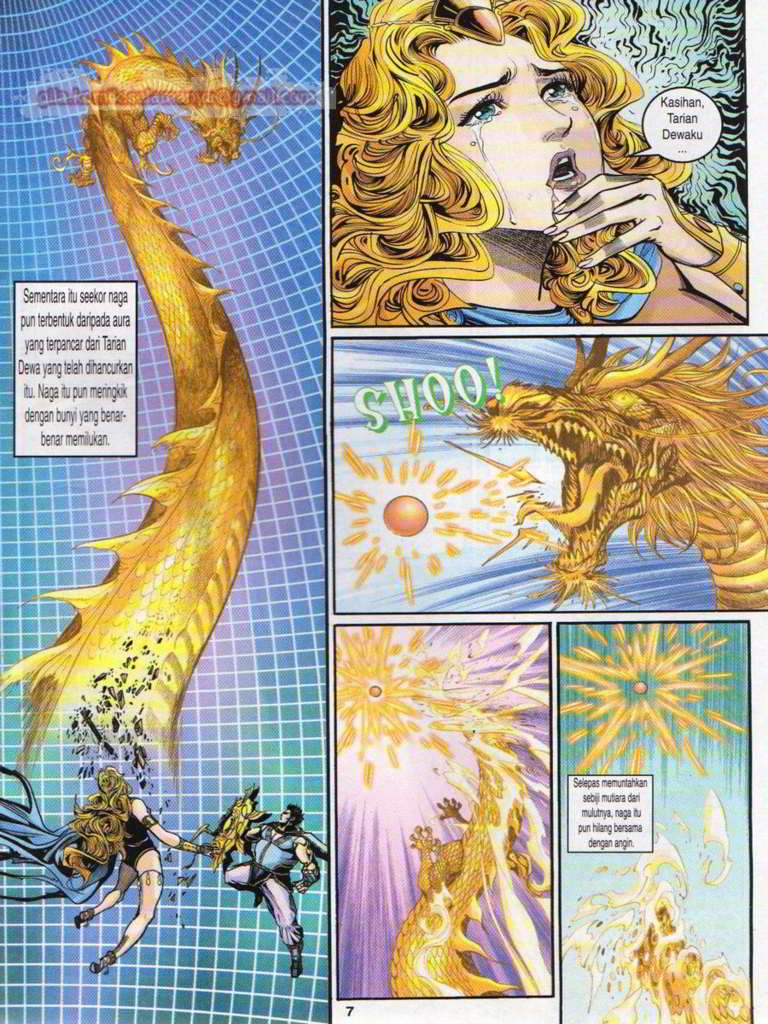 Sementara itu seekor naga
pun terbentuk daripada aura
yang terpancar dari Tarian
Dewa yang telah dihancurkan
itu. Naga itu pun meringkik
dengan bunyi yang benar-
benar memilukan.
Kasihan,
Tarian
Dewaku
...
SHOO!
Selepas memuntahkan
sebiji mutiara dari
mulutnya, naga itu
pun hilang bersama
dengan angin.
7